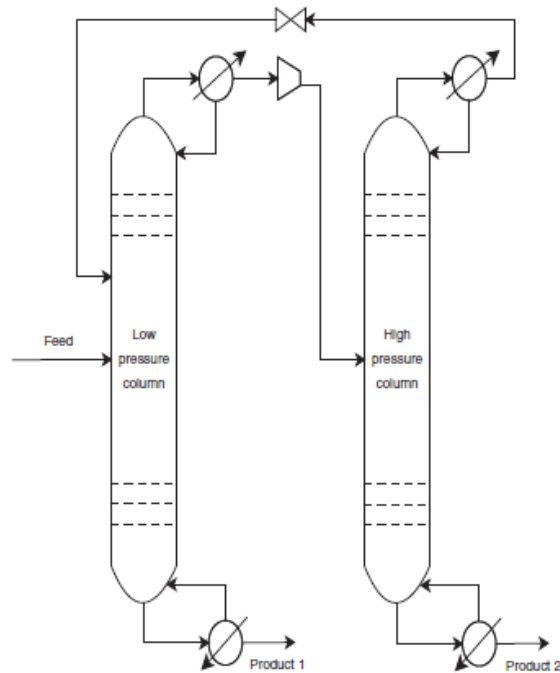 Feed
Low
pressure
column
High
pressure
column
Product 1
Product 2